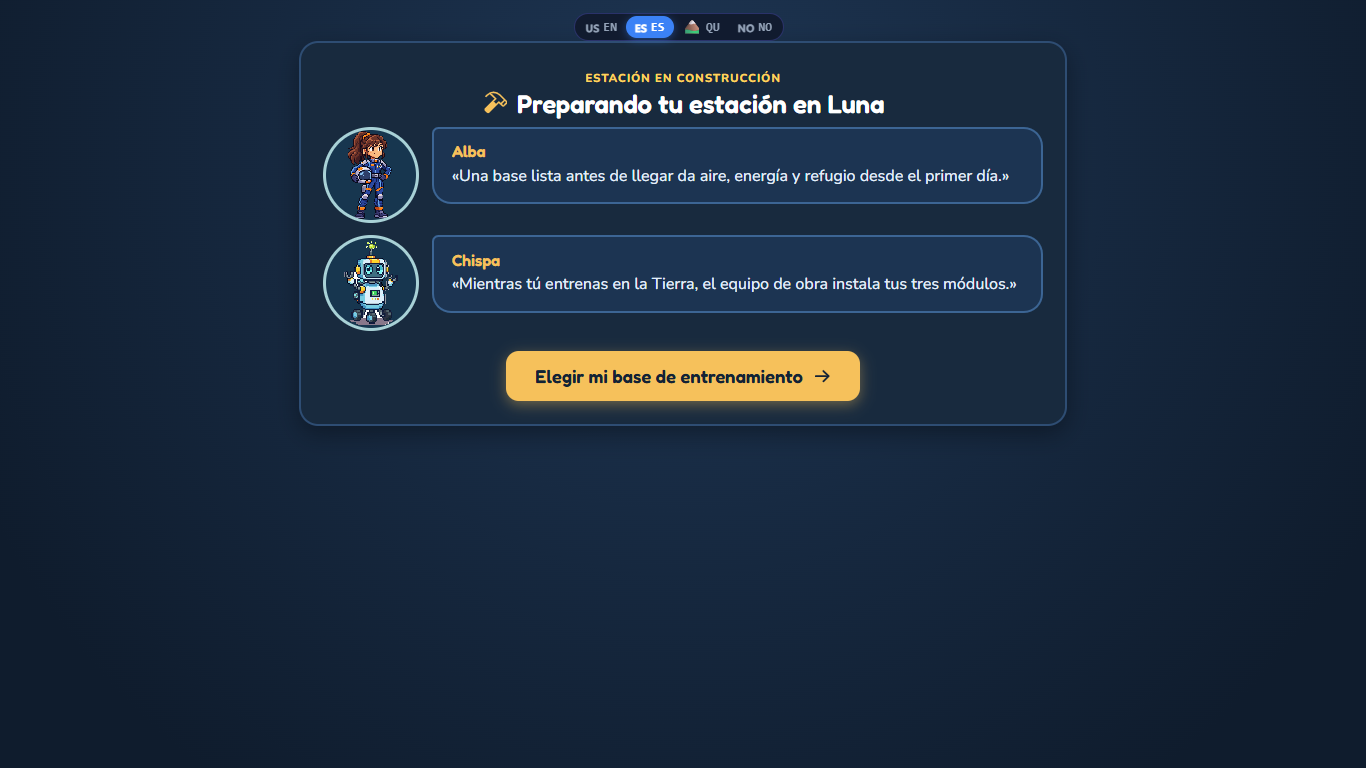 US EN ES ES QU NO NO
ESTACIÓN EN CONSTRUCCIÓN
Preparando tu estación en Luna
Alba
«Una base lista antes de llegar da aire, energía y refugio desde el primer día.»
Chispa
«Mientras tú entrenas en la Tierra, el equipo de obra instala tus tres módulos.»
Elegir mi base de entrenamiento →